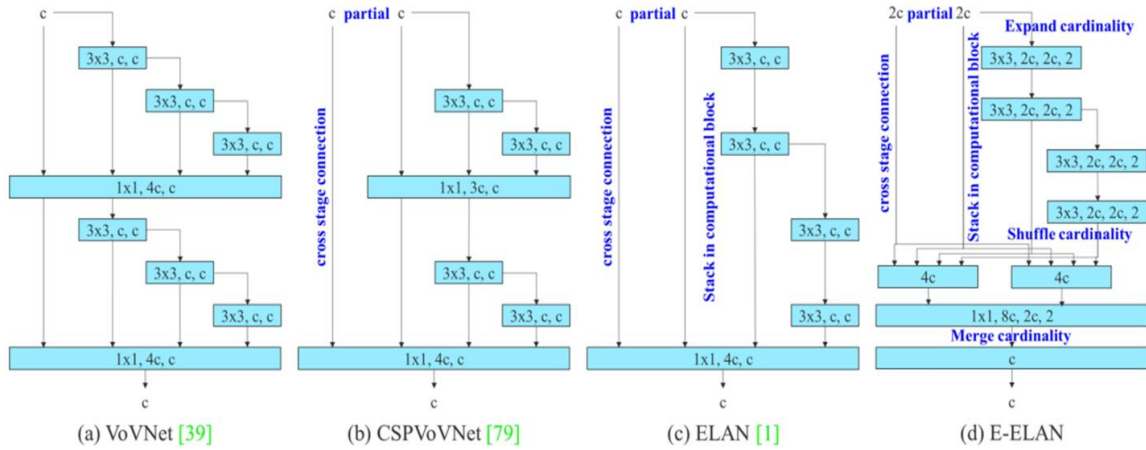 c
3x3, c, c
3x3, c, c
3x3, c, c
1x1, 4c, c
3x3, c, c
3x3, c, c
3x3, c, c
1x1, 4c, c
c
(a) VoVNet [39]
c partial c
cross stage connection
3x3, c, c
3x3, c, c
1x1, 3c, c
3x3, c, c
3x3, c, c
1x1, 4c, c
c
(b) CSPVoVNet [79]
c partial c
cross stage connection
Stack in computational block
3x3, c, c
3x3, c, c
3x3, c, c
3x3, c, c
1x1, 4c, c
c
(c) ELAN [1]
2c partial 2c
Expand cardinality
cross stage connection
Stack in computational block
3x3, 2c, 2c, 2
3x3, 2c, 2c, 2
3x3, 2c, 2c, 2
3x3, 2c, 2c, 2
Shuffle cardinality
4c
4c
1x1, 8c, 2c, 2
Merge cardinality
c
c
(d) E-ELAN